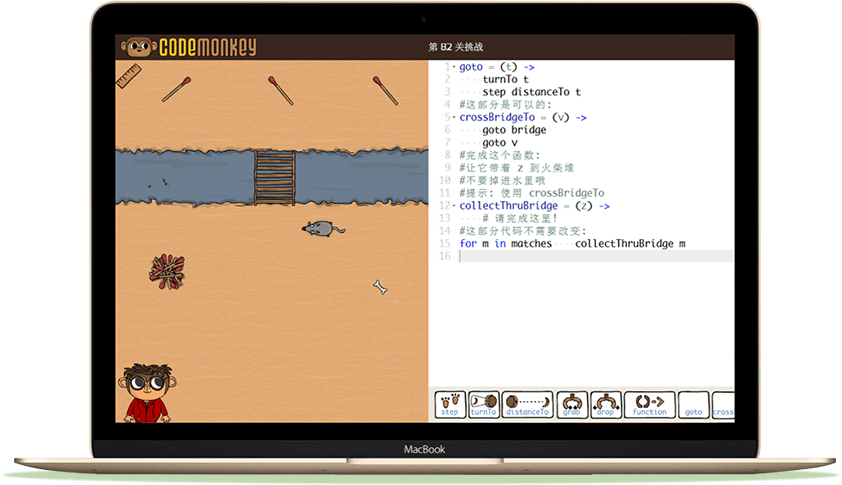 CODEMONKEY
第 82 关挑战
1 goto = (t) ->
2 ····turnTo t
3 ····step distanceTo t
4 #这部分是可以的:
5 crossBridgeTo = (v) ->
6 ····goto bridge
7 ····goto v
8 #完成这个函数:
9 #让它带着 z 到火柴堆
10 #不要掉进水里哦
11 #提示: 使用 crossBridgeTo
12 collectThruBridge = (z) ->
13 ····# 请完成这里!
14 #这部分代码不需要改变:
15 for m in matches····collectThruBridge m
16
step turnTo distanceTo grab drop function goto cross
MacBook